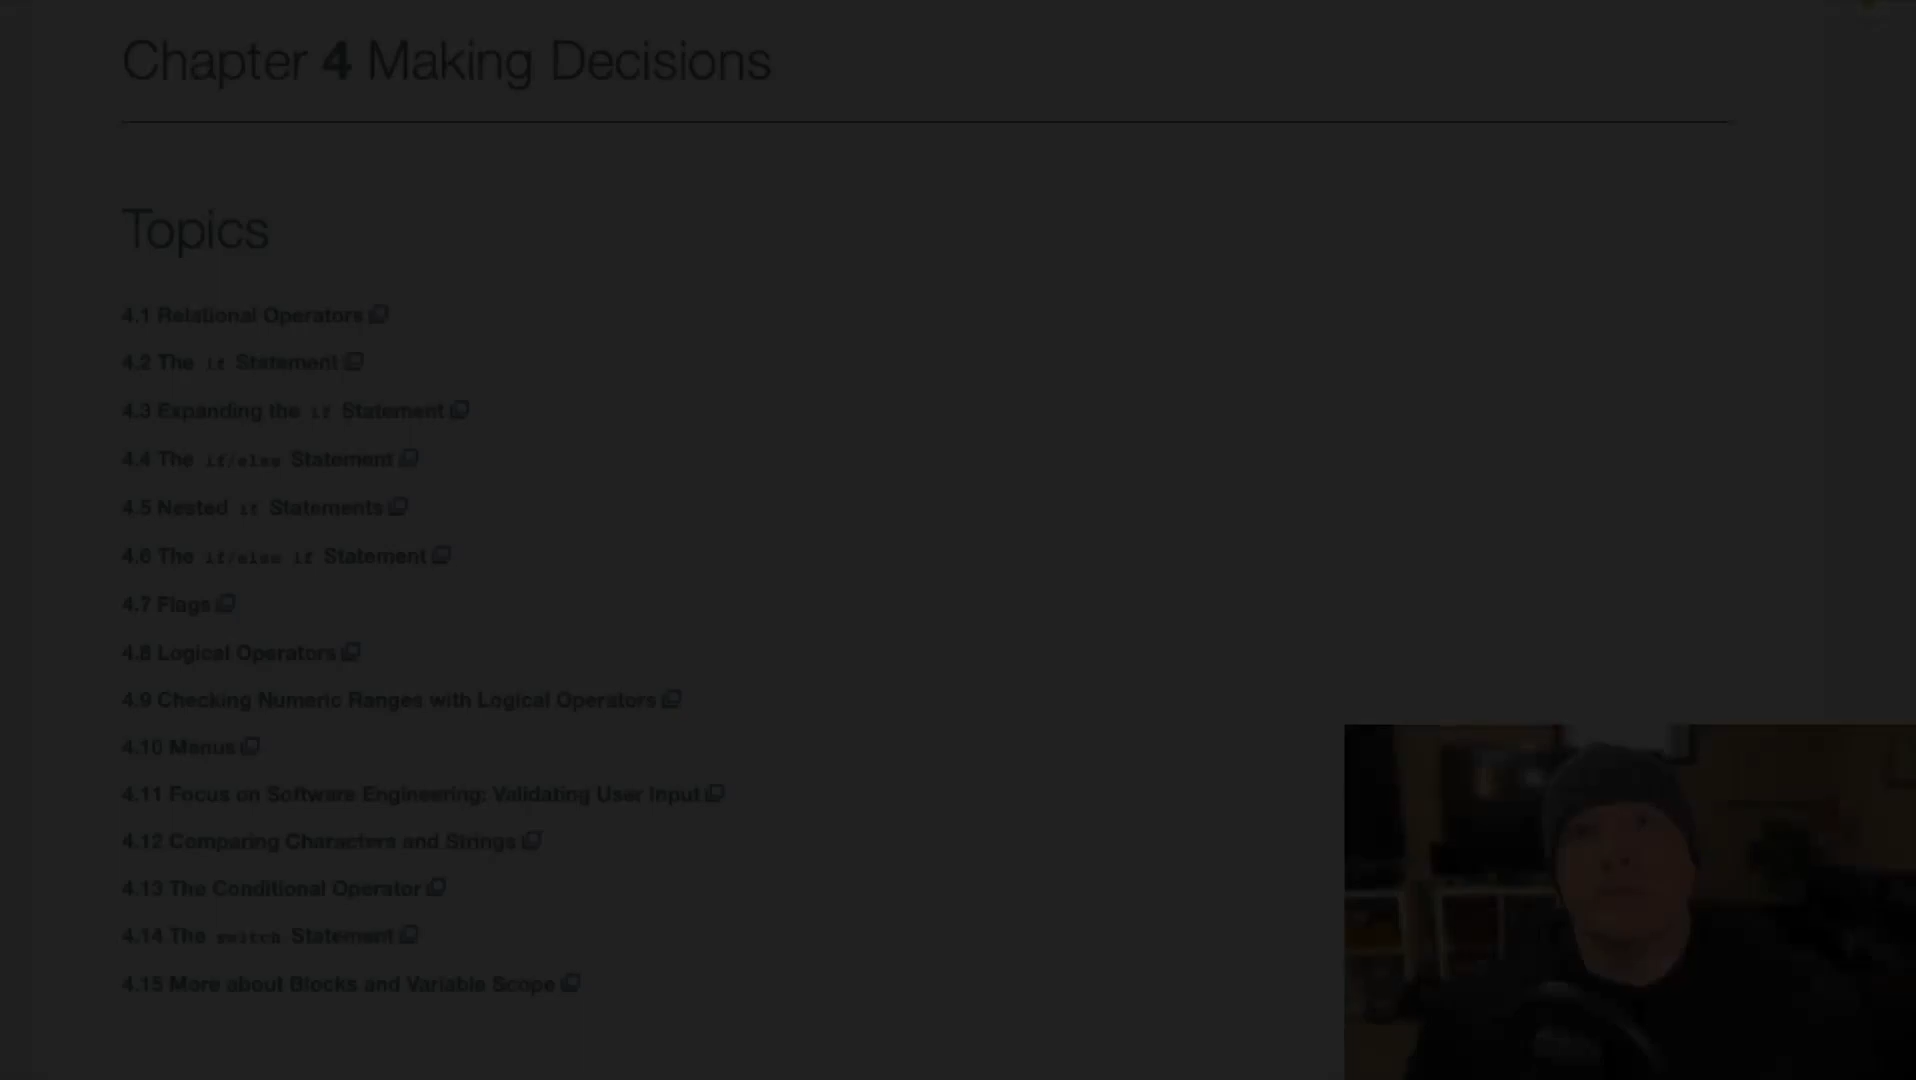 Chapter 4 Making Decisions
Topics
4.1 Relational Operators
4.2 The if Statement
4.3 Expanding the if Statement
4.4 The if/else Statement
4.5 Nested if Statements
4.6 The if/else if Statement
4.7 Flags
4.8 Logical Operators
4.9 Checking Numeric Ranges with Logical Operators
4.10 Menus
4.11 Focus on Software Engineering: Validating User Input
4.12 Comparing Characters and Strings
4.13 The Conditional Operator
4.14 The switch Statement
4.15 More about Blocks and Variable Scope